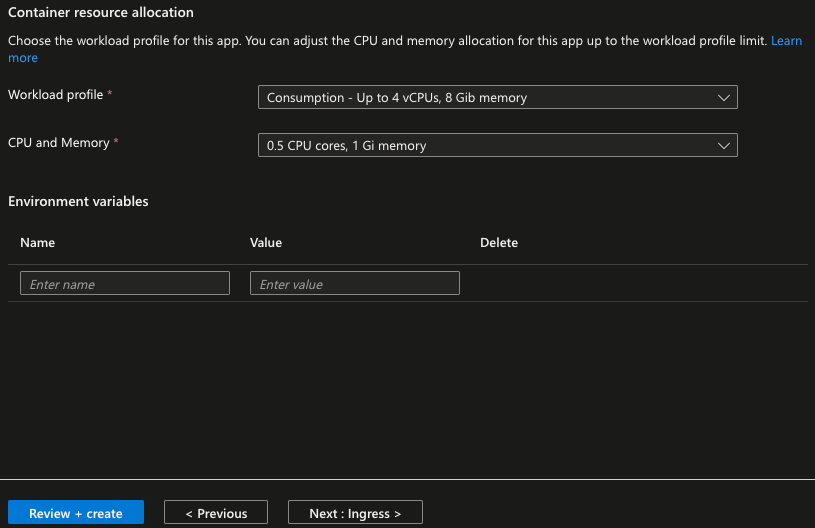 Container resource allocation
Choose the workload profile for this app. You can adjust the CPU and memory allocation for this app up to the workload profile limit. Learn
more
Workload profile *
Consumption - Up to 4 vCPUs, 8 Gib memory
CPU and Memory *
0.5 CPU cores, 1 Gi memory
Environment variables
Name Value Delete
Enter name Enter value
Review + create < Previous Next : Ingress >